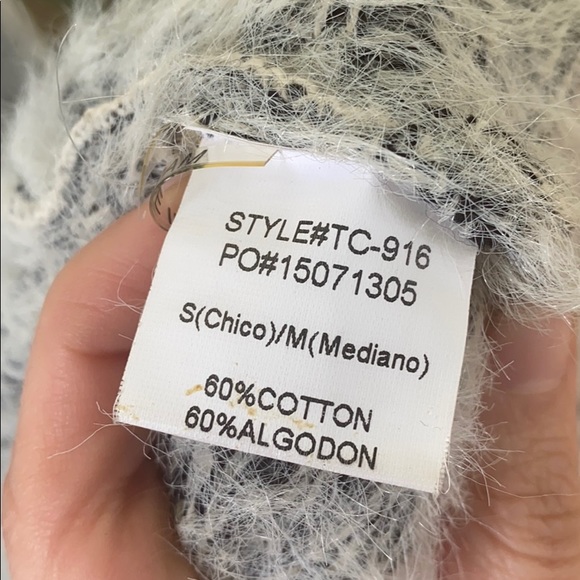 STYLE#TC-916
PO#15071305
S(Chico)/M(Mediano)
60%COTTON
60%ALGODON